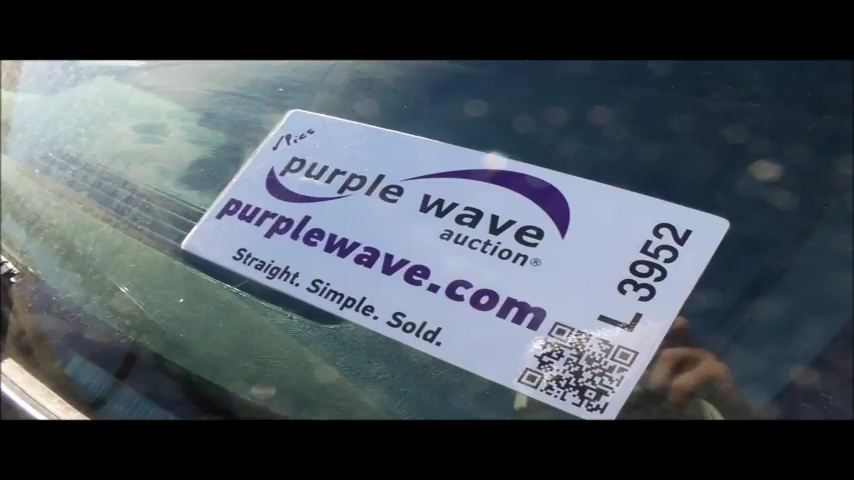 purple wave
auction®
purplewave.com
Straight. Simple. Sold.
L 3952